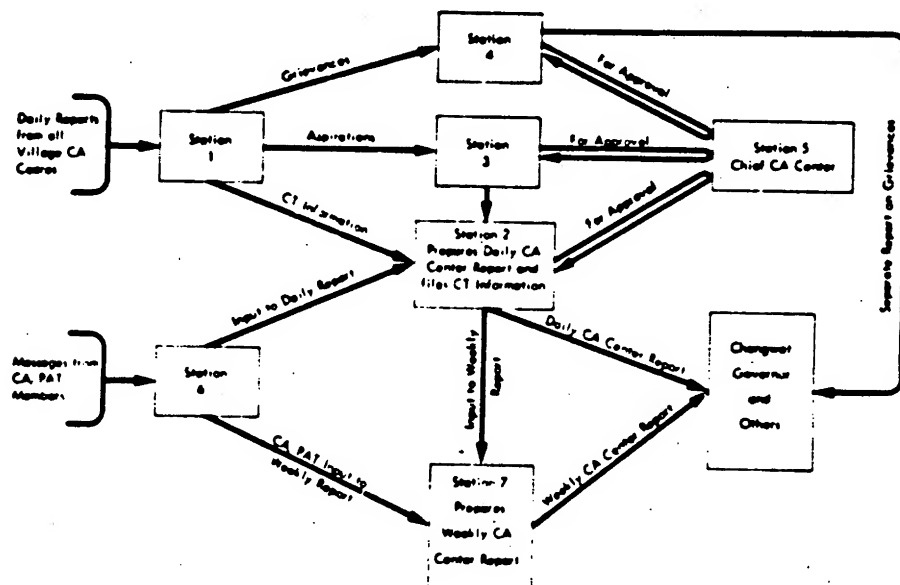 Station
4
Grievances
For Approval
Daily Reports
from all
Village CA
Cadres
Station
1
Aspirations
Station
3
For Approval
Station 5
Chief CA Center
CT Information
For Approval
Separate Report on Grievances
Station 2
Prepares Daily CA
Center Report and
files CT Information
Input to Daily Report
Daily CA Center Report
Messages from
CA, PAT
Members
Station
6
Input to Weekly
Report
Changwat
Governor
and
Others
CA, PAT Input to
Weekly Report
Weekly CA Center Report
Station 7
Prepares
Weekly CA
Center Report